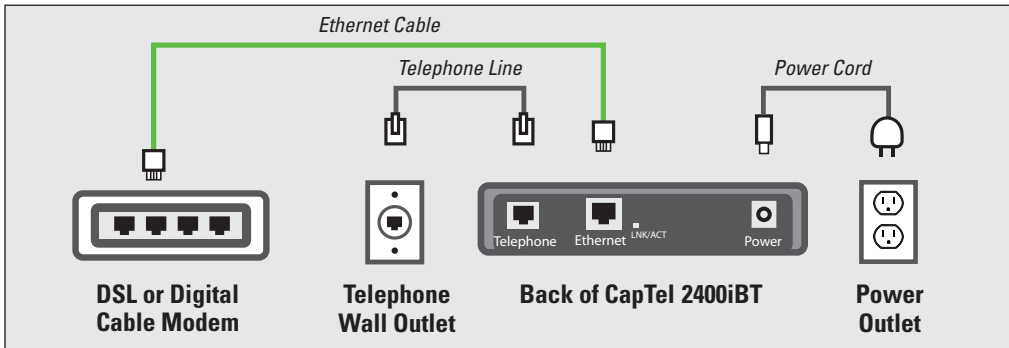 Ethernet Cable
Telephone Line
Power Cord
Telephone
Ethernet
LNK/ACT
Power
DSL or Digital
Cable Modem
Telephone
Wall Outlet
Back of CapTel 2400iBT
Power
Outlet